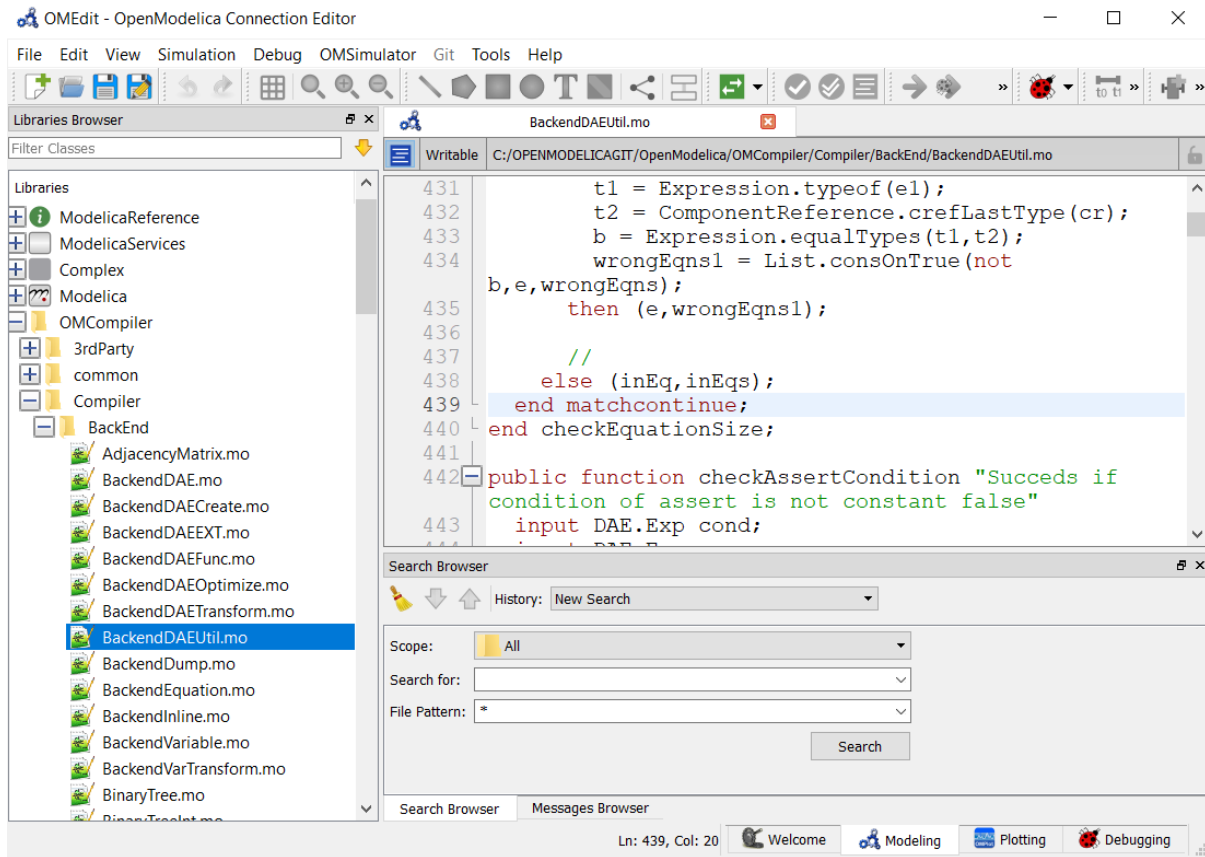 OMEdit - OpenModelica Connection Editor
File Edit View Simulation Debug OMSimulator Git Tools Help
T
to t1
»
»
»
Libraries Browser
Filter Classes
Libraries
ModelicaReference
ModelicaServices
Complex
Modelica
OMCompiler
3rdParty
common
Compiler
BackEnd
AdjacencyMatrix.mo
BackendDAE.mo
BackendDAECreate.mo
BackendDAEEXT.mo
BackendDAEFunc.mo
BackendDAEOptimize.mo
BackendDAETransform.mo
BackendDAEUtil.mo
BackendDump.mo
BackendEquation.mo
BackendInline.mo
BackendVariable.mo
BackendVarTransform.mo
BinaryTree.mo
BinaryTreeInt.mo
BackendDAEUtil.mo
Writable C:/OPENMODELICAGIT/OpenModelica/OMCompiler/Compiler/BackEnd/BackendDAEUtil.mo
431 t1 = Expression.typeof(e1);
432 t2 = ComponentReference.crefLastType(cr);
433 b = Expression.equalTypes(t1,t2);
434 wrongEqns1 = List.consOnTrue(not
b,e,wrongEqns);
435 then (e,wrongEqns1);
436
437 //
438 else (inEq,inEqs);
439 end matchcontinue;
440 end checkEquationSize;
441
442 public function checkAssertCondition "Succeds if
condition of assert is not constant false"
443 input DAE.Exp cond;
Search Browser
History: New Search
Scope: All
Search for:
File Pattern: *
Search
Search Browser Messages Browser
Ln: 439, Col: 20 Welcome Modeling Plotting Debugging